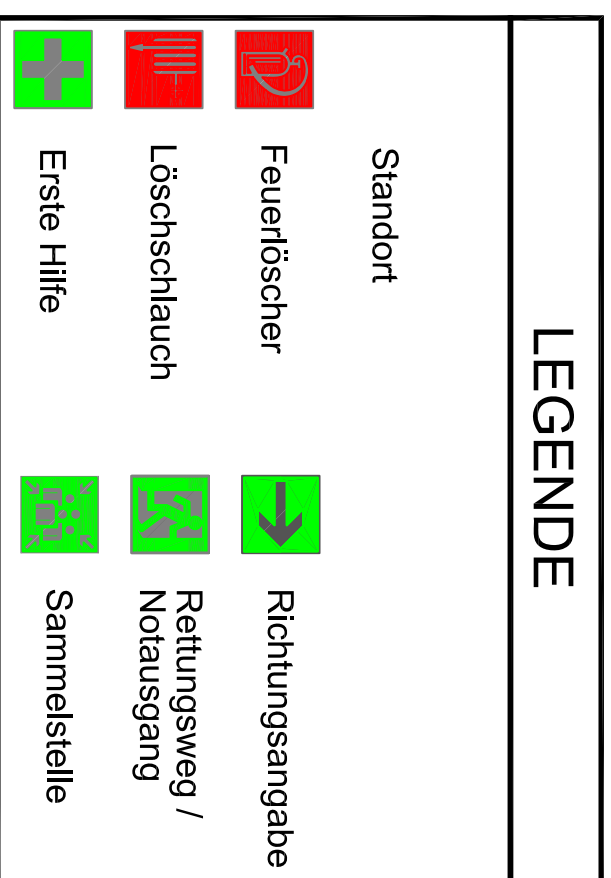 LEGENDE
Standort
Feuerlöscher
Löschschlauch
Erste Hilfe
Richtungsangabe
Rettungsweg /
Notausgang
Sammelstelle